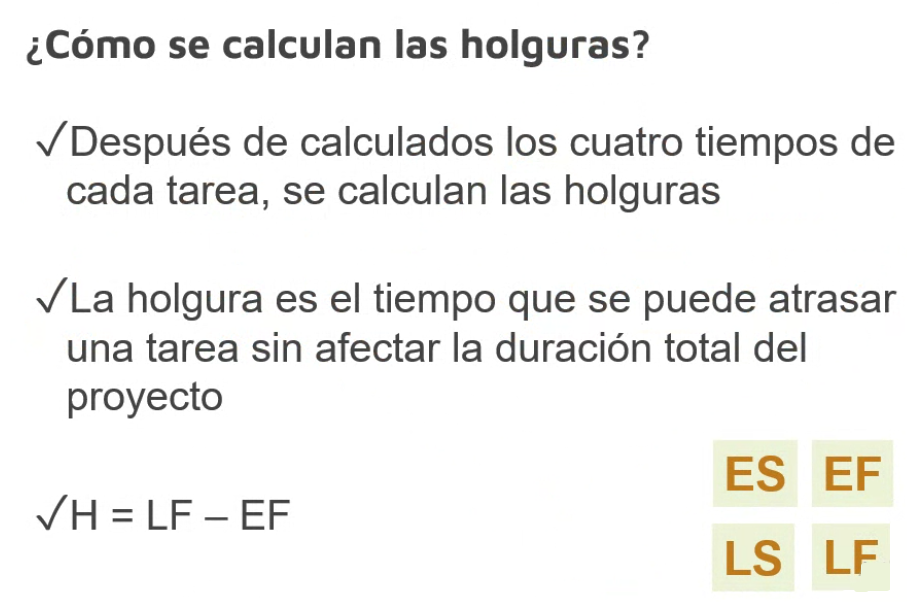 ¿Cómo se calculan las holguras?
✓Después de calculados los cuatro tiempos de
cada tarea, se calculan las holguras
✓La holgura es el tiempo que se puede atrasar
una tarea sin afectar la duración total del
proyecto
✓H = LF – EF
ES EF
LS LF